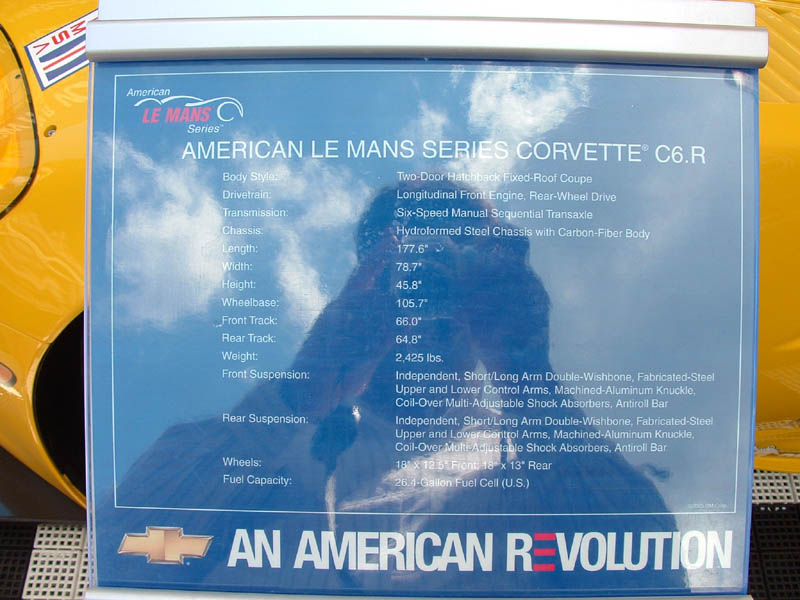 American
LE MANS
Series™
AMERICAN LE MANS SERIES CORVETTE® C6.R
Body Style: Two-Door Hatchback Fixed-Roof Coupe
Drivetrain: Longitudinal Front Engine, Rear-Wheel Drive
Transmission: Six-Speed Manual Sequential Transaxle
Chassis: Hydroformed Steel Chassis with Carbon-Fiber Body
Length: 177.6"
Width: 78.7"
Height: 45.8"
Wheelbase: 105.7"
Front Track: 66.0"
Rear Track: 64.8"
Weight: 2,425 lbs.
Front Suspension: Independent, Short/Long Arm Double-Wishbone, Fabricated-Steel
Upper and Lower Control Arms, Machined-Aluminum Knuckle,
Coil-Over Multi-Adjustable Shock Absorbers, Antiroll Bar
Rear Suspension: Independent, Short/Long Arm Double-Wishbone, Fabricated-Steel
Upper and Lower Control Arms, Machined-Aluminum Knuckle,
Coil-Over Multi-Adjustable Shock Absorbers, Antiroll Bar
Wheels: 18" x 12.5" Front; 18" x 13" Rear
Fuel Capacity: 26.4-Gallon Fuel Cell (U.S.)
AN AMERICAN REVOLUTION